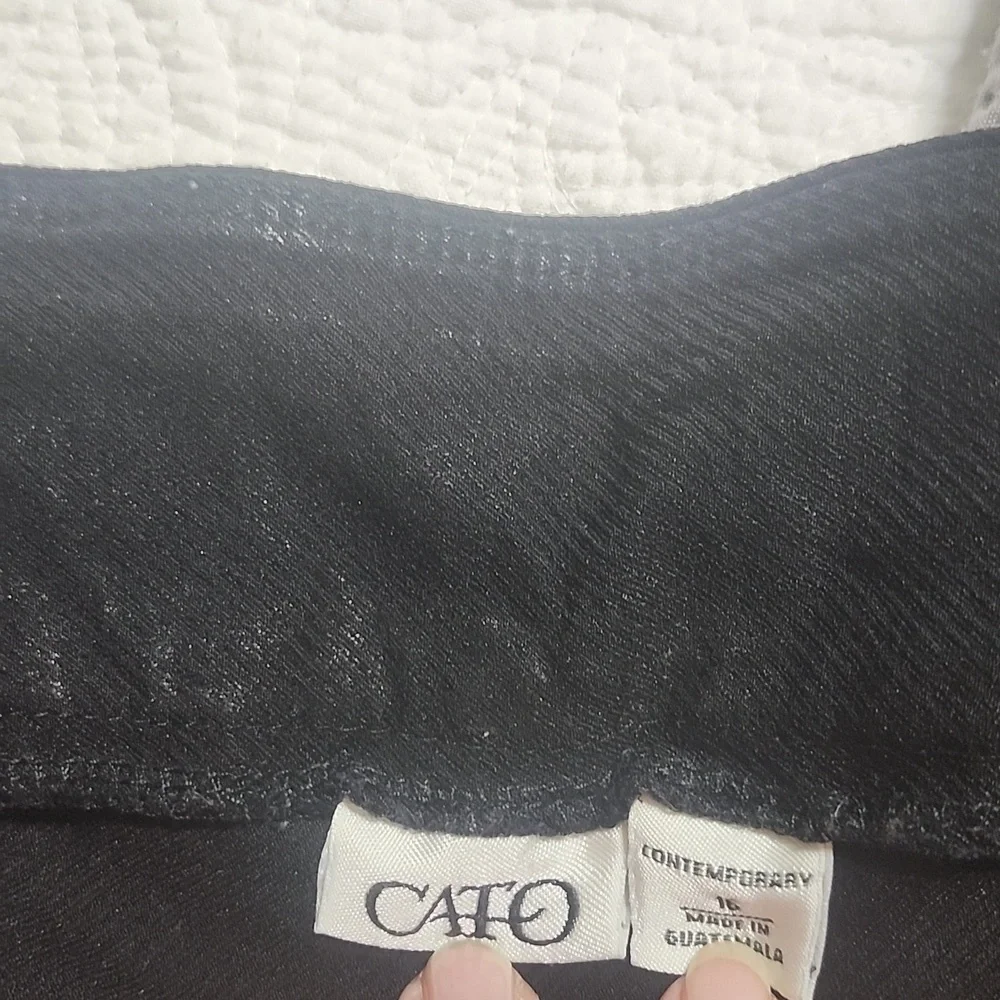 CATO
CONTEMPORARY
16
MADE IN
GUATEMALA